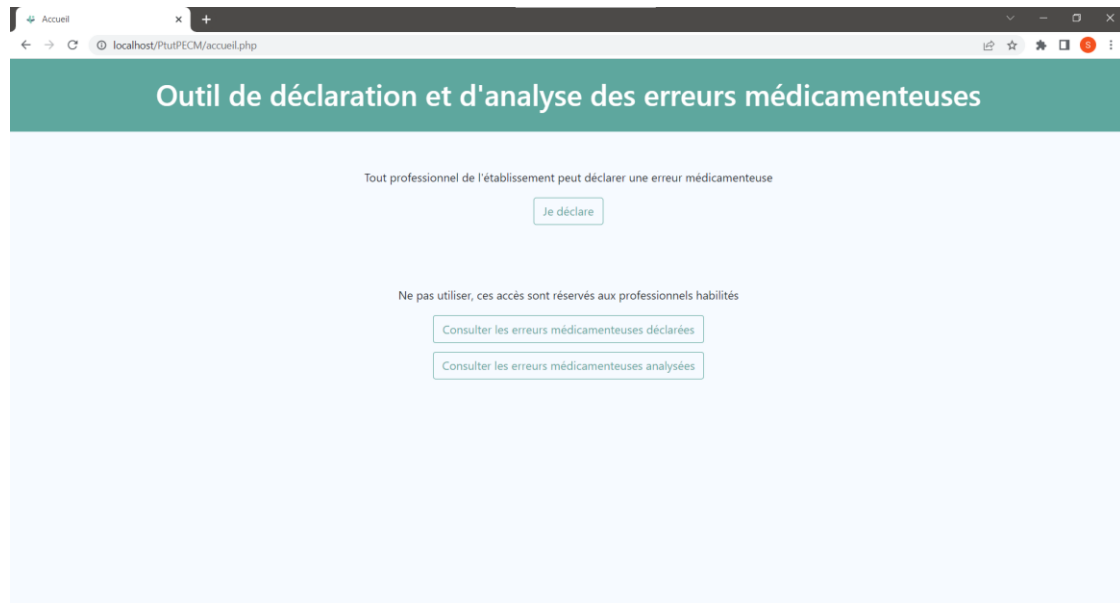 Accueil
localhost/PtutPECM/accueil.php
S
Outil de déclaration et d'analyse des erreurs médicamenteuses
Tout professionnel de l'établissement peut déclarer une erreur médicamenteuse
Je déclare
Ne pas utiliser, ces accès sont réservés aux professionnels habilités
Consulter les erreurs médicamenteuses déclarées
Consulter les erreurs médicamenteuses analysées